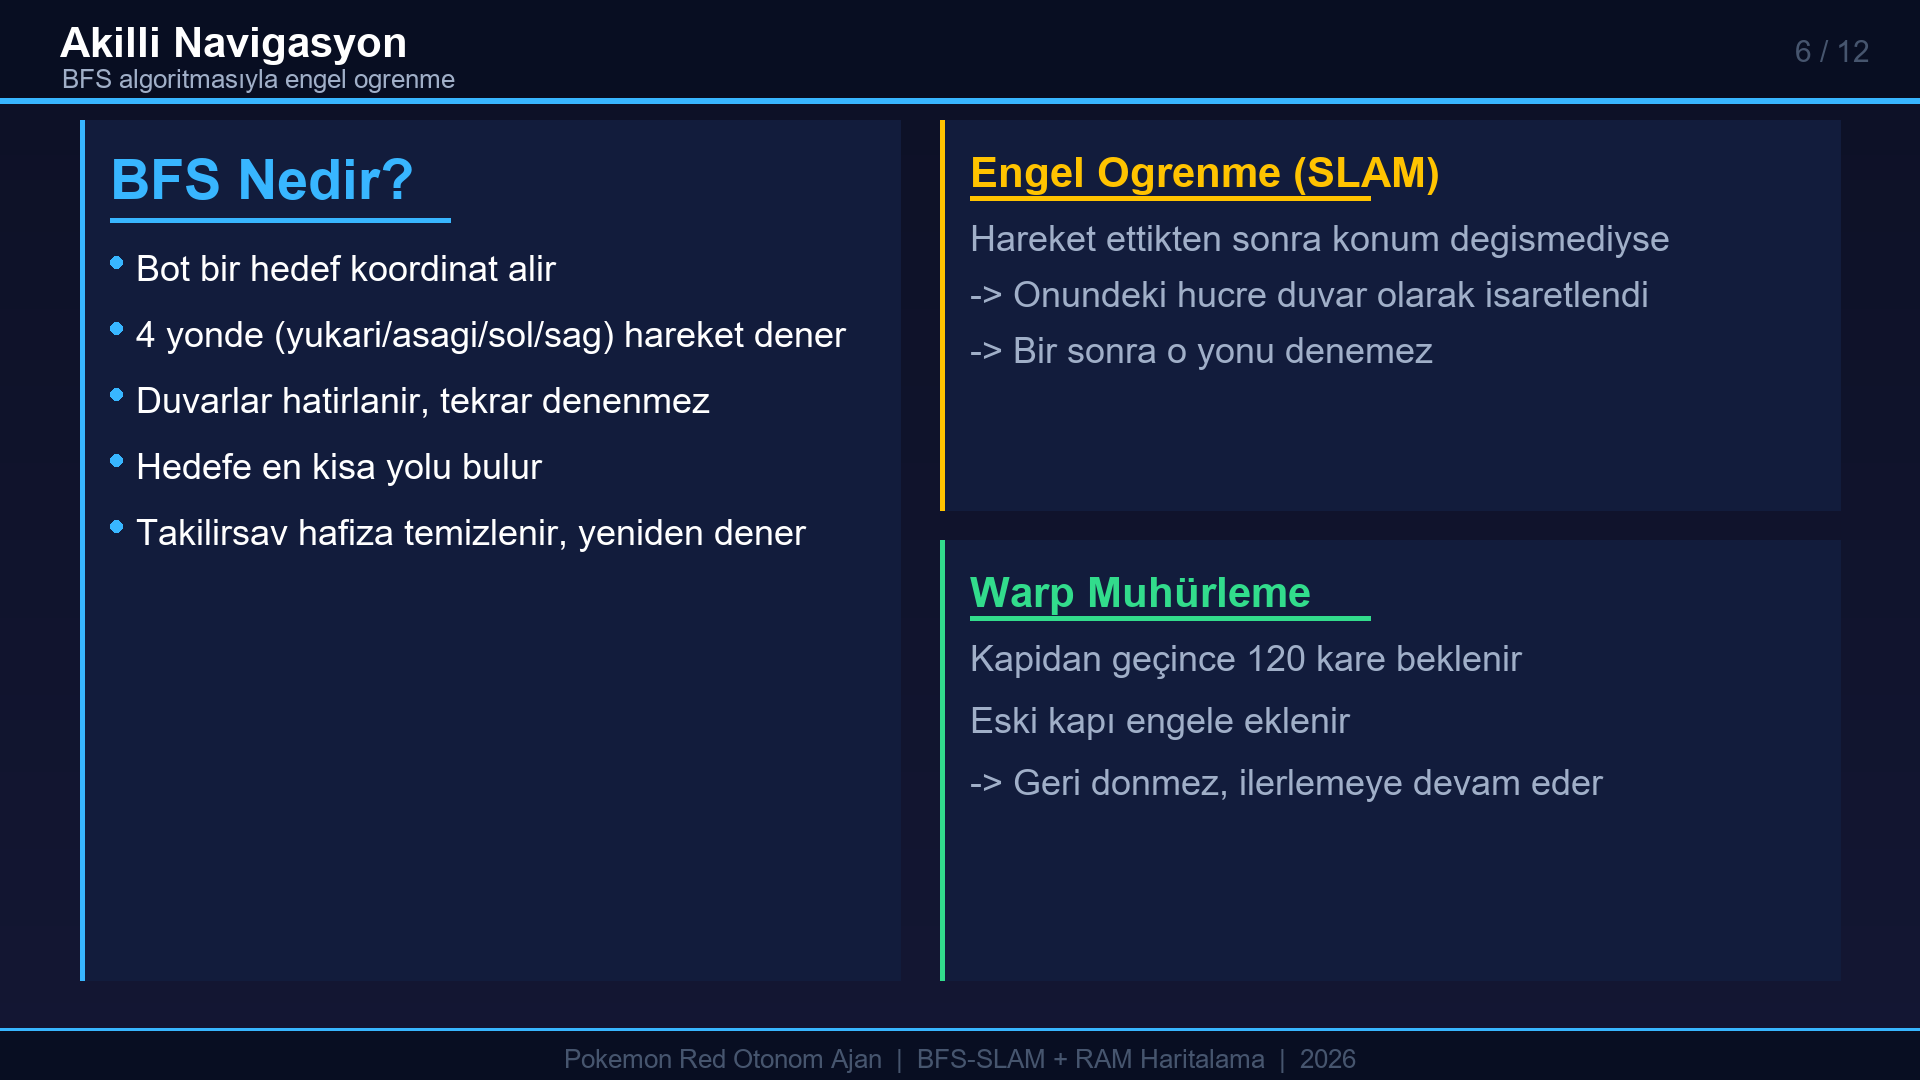 Akilli Navigasyon
BFS algoritmasıyla engel ogrenme
6 / 12
BFS Nedir?
Bot bir hedef koordinat alir
4 yonde (yukari/asagi/sol/sag) hareket dener
Duvarlar hatirlanir, tekrar denenmez
Hedefe en kisa yolu bulur
Takilirsav hafiza temizlenir, yeniden dener
Engel Ogrenme (SLAM)
Hareket ettikten sonra konum degismediyse
-> Onundeki hucre duvar olarak isaretlendi
-> Bir sonra o yonu denemez
Warp Muhürleme
Kapidan geçince 120 kare beklenir
Eski kapı engele eklenir
-> Geri donmez, ilerlemeye devam eder
Pokemon Red Otonom Ajan | BFS-SLAM + RAM Haritalama | 2026